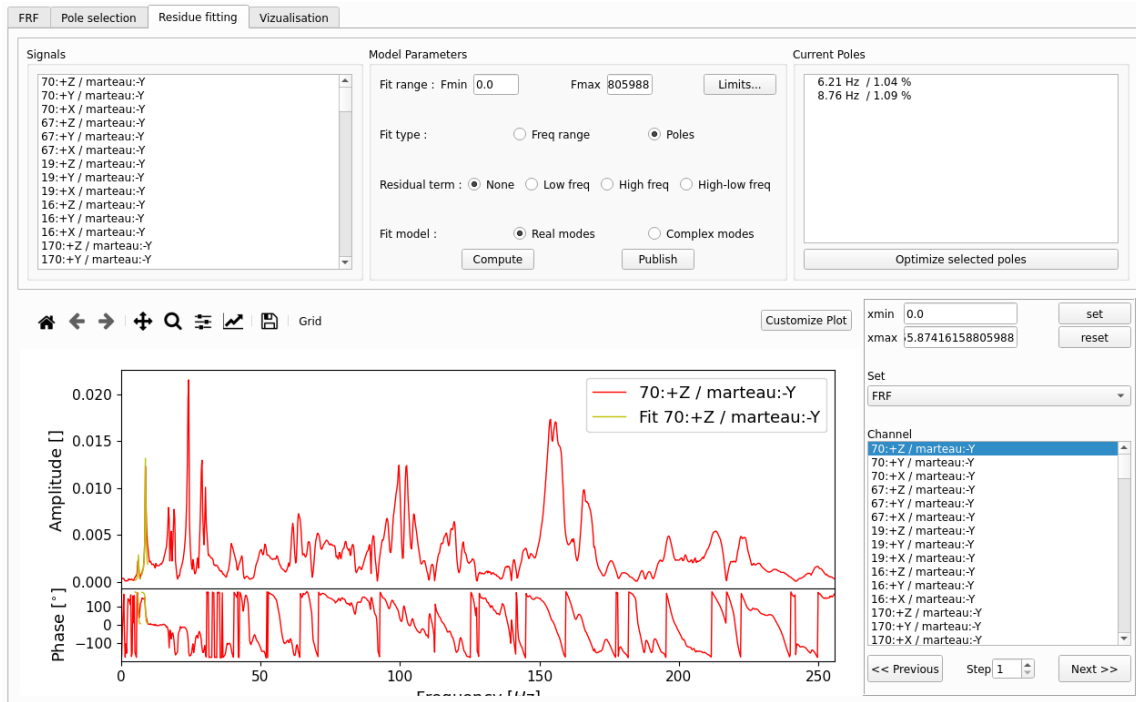 FRF Pole selection Residue fitting Vizualisation
Signals
70:+Z / marteau:-Y
70:+Y / marteau:-Y
70:+X / marteau:-Y
67:+Z / marteau:-Y
67:+Y / marteau:-Y
67:+X / marteau:-Y
19:+Z / marteau:-Y
19:+Y / marteau:-Y
19:+X / marteau:-Y
16:+Z / marteau:-Y
16:+Y / marteau:-Y
16:+X / marteau:-Y
170:+Z / marteau:-Y
170:+Y / marteau:-Y
Model Parameters
Fit range : Fmin 0.0 Fmax 805988 Limits...
Fit type : Freq range Poles
Residual term : None Low freq High freq High-low freq
Fit model : Real modes Complex modes
Compute Publish
Current Poles
6.21 Hz / 1.04 %
8.76 Hz / 1.09 %
Optimize selected poles
Grid
Customize Plot
70:+Z / marteau:-Y
Fit 70:+Z / marteau:-Y
Amplitude []
0.020
0.015
0.010
0.005
0.000
Phase [°]
100
0
−100
0 50 100 150 200 250
Frequency [Hz]
xmin 0.0 set
xmax 5.87416158805988 reset
Set
FRF
Channel
70:+Z / marteau:-Y
70:+Y / marteau:-Y
70:+X / marteau:-Y
67:+Z / marteau:-Y
67:+Y / marteau:-Y
67:+X / marteau:-Y
19:+Z / marteau:-Y
19:+Y / marteau:-Y
19:+X / marteau:-Y
16:+Z / marteau:-Y
16:+Y / marteau:-Y
16:+X / marteau:-Y
170:+Z / marteau:-Y
170:+Y / marteau:-Y
170:+X / marteau:-Y
<< Previous Step 1 Next >>